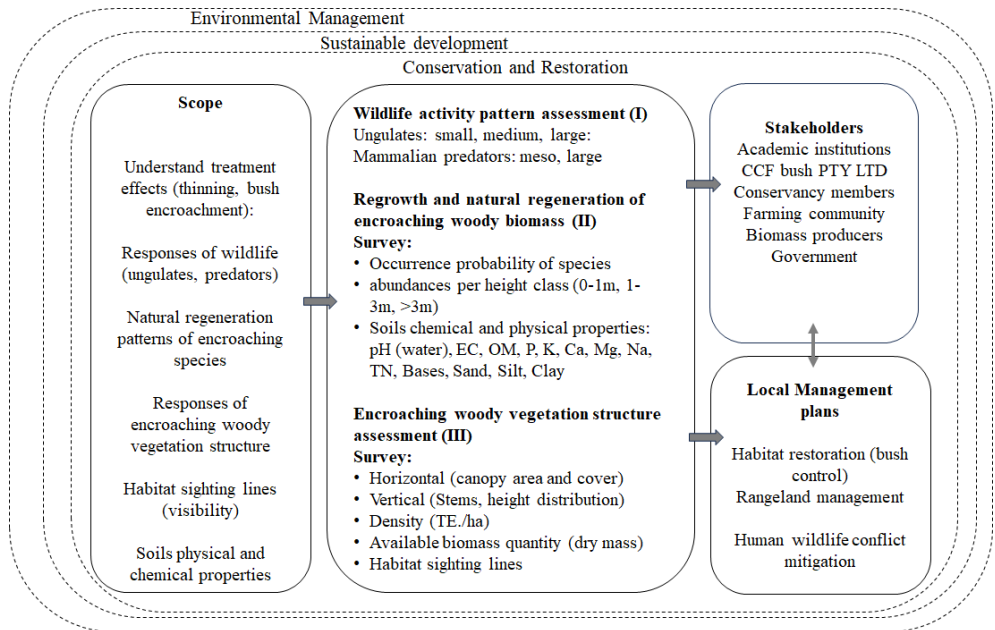 Environmental Management
Sustainable development
Conservation and Restoration
Scope
Understand treatment
effects (thinning, bush
encroachment):
Responses of wildlife
(ungulates, predators)
Natural regeneration
patterns of encroaching
species
Responses of
encroaching woody
vegetation structure
Habitat sighting lines
(visibility)
Soils physical and
chemical properties
Wildlife activity pattern assessment (I)
Ungulates: small, medium, large:
Mammalian predators: meso, large
Regrowth and natural regeneration of
encroaching woody biomass (II)
Survey:
• Occurrence probability of species
• abundances per height class (0-1m, 1-
3m, >3m)
• Soils chemical and physical properties:
pH (water), EC, OM, P, K, Ca, Mg, Na,
TN, Bases, Sand, Silt, Clay
Encroaching woody vegetation structure
assessment (III)
Survey:
• Horizontal (canopy area and cover)
• Vertical (Stems, height distribution)
• Density (TE./ha)
• Available biomass quantity (dry mass)
• Habitat sighting lines
Stakeholders
Academic institutions
CCF bush PTY LTD
Conservancy members
Farming community
Biomass producers
Government
Local Management
plans
Habitat restoration (bush
control)
Rangeland management
Human wildlife conflict
mitigation